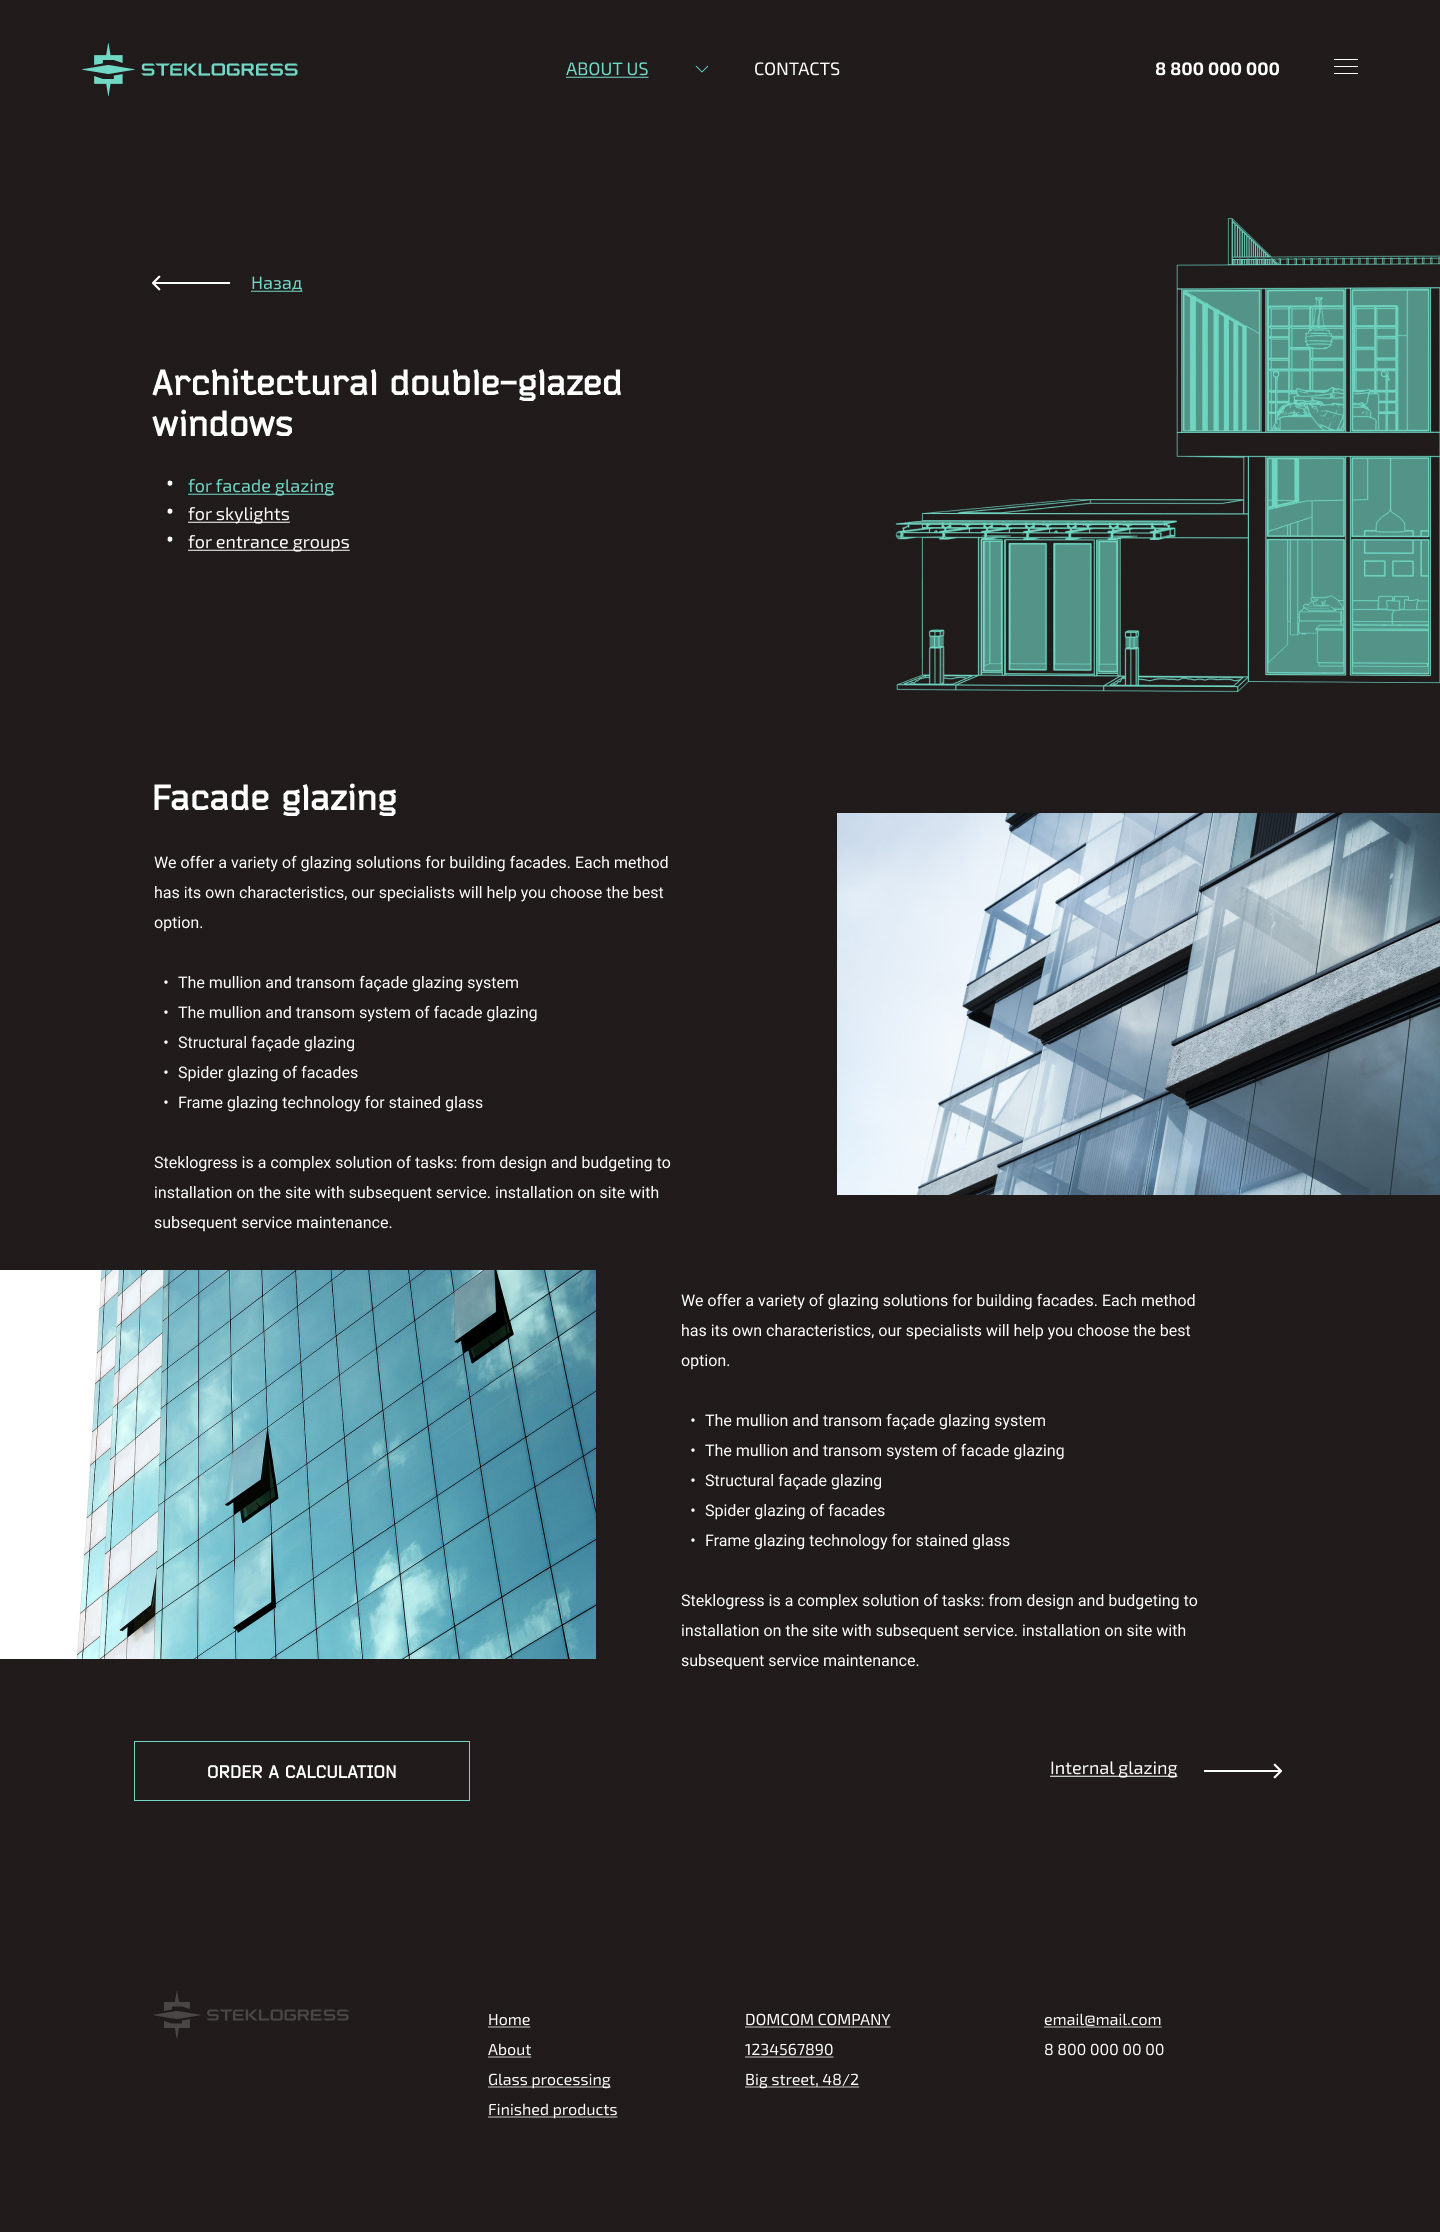 STEKLOGRESS
ABOUT US
CONTACTS
8 800 000 000
Назад
Architectural double-glazed
windows
• for facade glazing
• for skylights
• for entrance groups
Facade glazing
We offer a variety of glazing solutions for building facades. Each method
has its own characteristics, our specialists will help you choose the best
option.
• The mullion and transom façade glazing system
• The mullion and transom system of facade glazing
• Structural façade glazing
• Spider glazing of facades
• Frame glazing technology for stained glass
Steklogress is a complex solution of tasks: from design and budgeting to
installation on the site with subsequent service. installation on site with
subsequent service maintenance.
We offer a variety of glazing solutions for building facades. Each method
has its own characteristics, our specialists will help you choose the best
option.
• The mullion and transom façade glazing system
• The mullion and transom system of facade glazing
• Structural façade glazing
• Spider glazing of facades
• Frame glazing technology for stained glass
Steklogress is a complex solution of tasks: from design and budgeting to
installation on the site with subsequent service. installation on site with
subsequent service maintenance.
ORDER A CALCULATION
Internal glazing
STEKLOGRESS
Home
About
Glass processing
Finished products
DOMCOM COMPANY
1234567890
Big street, 48/2
email@mail.com
8 800 000 00 00